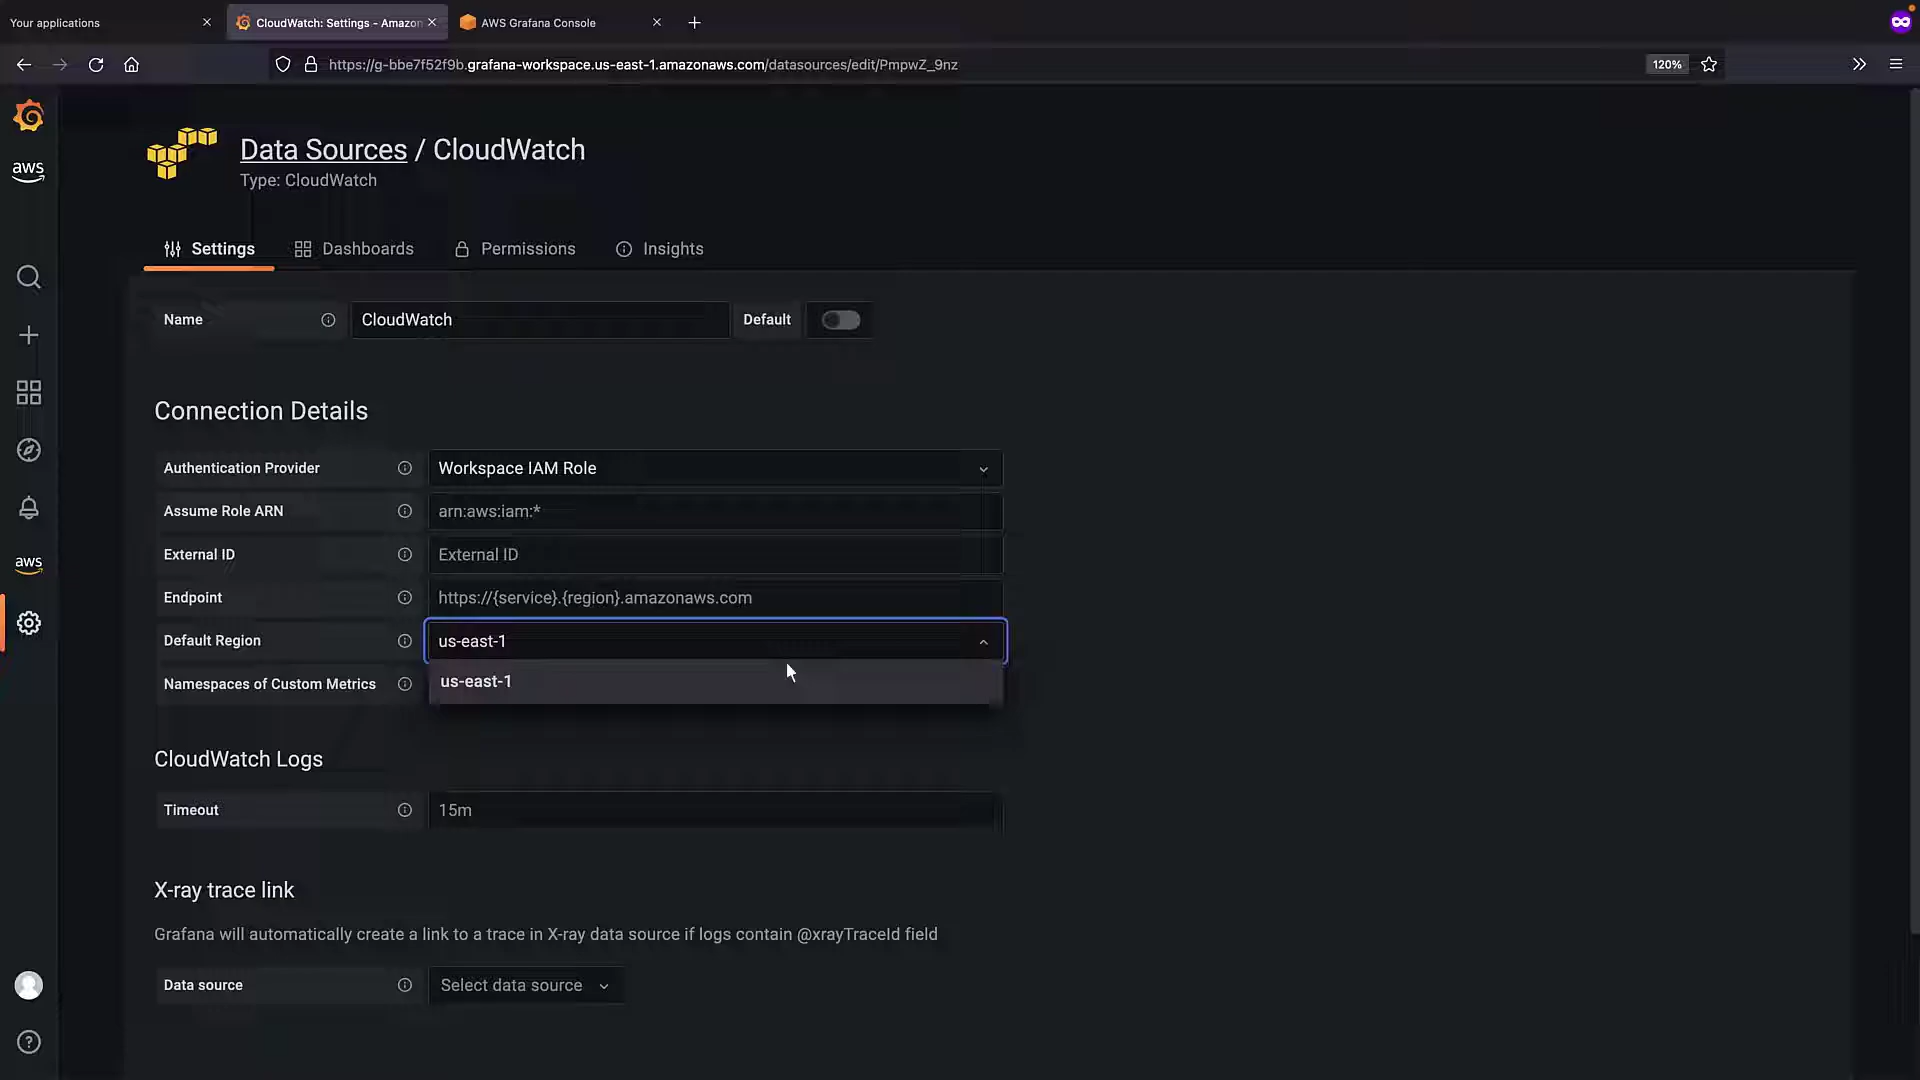 Your applications
CloudWatch: Settings - Amazon
AWS Grafana Console
https://g-bbe7f52f9b.grafana-workspace.us-east-1.amazonaws.com/datasources/edit/PmpwZ_9nz
120%
aws
Data Sources / CloudWatch
Type: CloudWatch
Settings
Dashboards
Permissions
Insights
Name
CloudWatch
Default
Connection Details
Authentication Provider
Workspace IAM Role
Assume Role ARN
arn:aws:iam:*
External ID
External ID
aws
Endpoint
https://{service}.{region}.amazonaws.com
Default Region
us-east-1
us-east-1
Namespaces of Custom Metrics
CloudWatch Logs
Timeout
15m
X-ray trace link
Grafana will automatically create a link to a trace in X-ray data source if logs contain @xrayTraceId field
Data source
Select data source